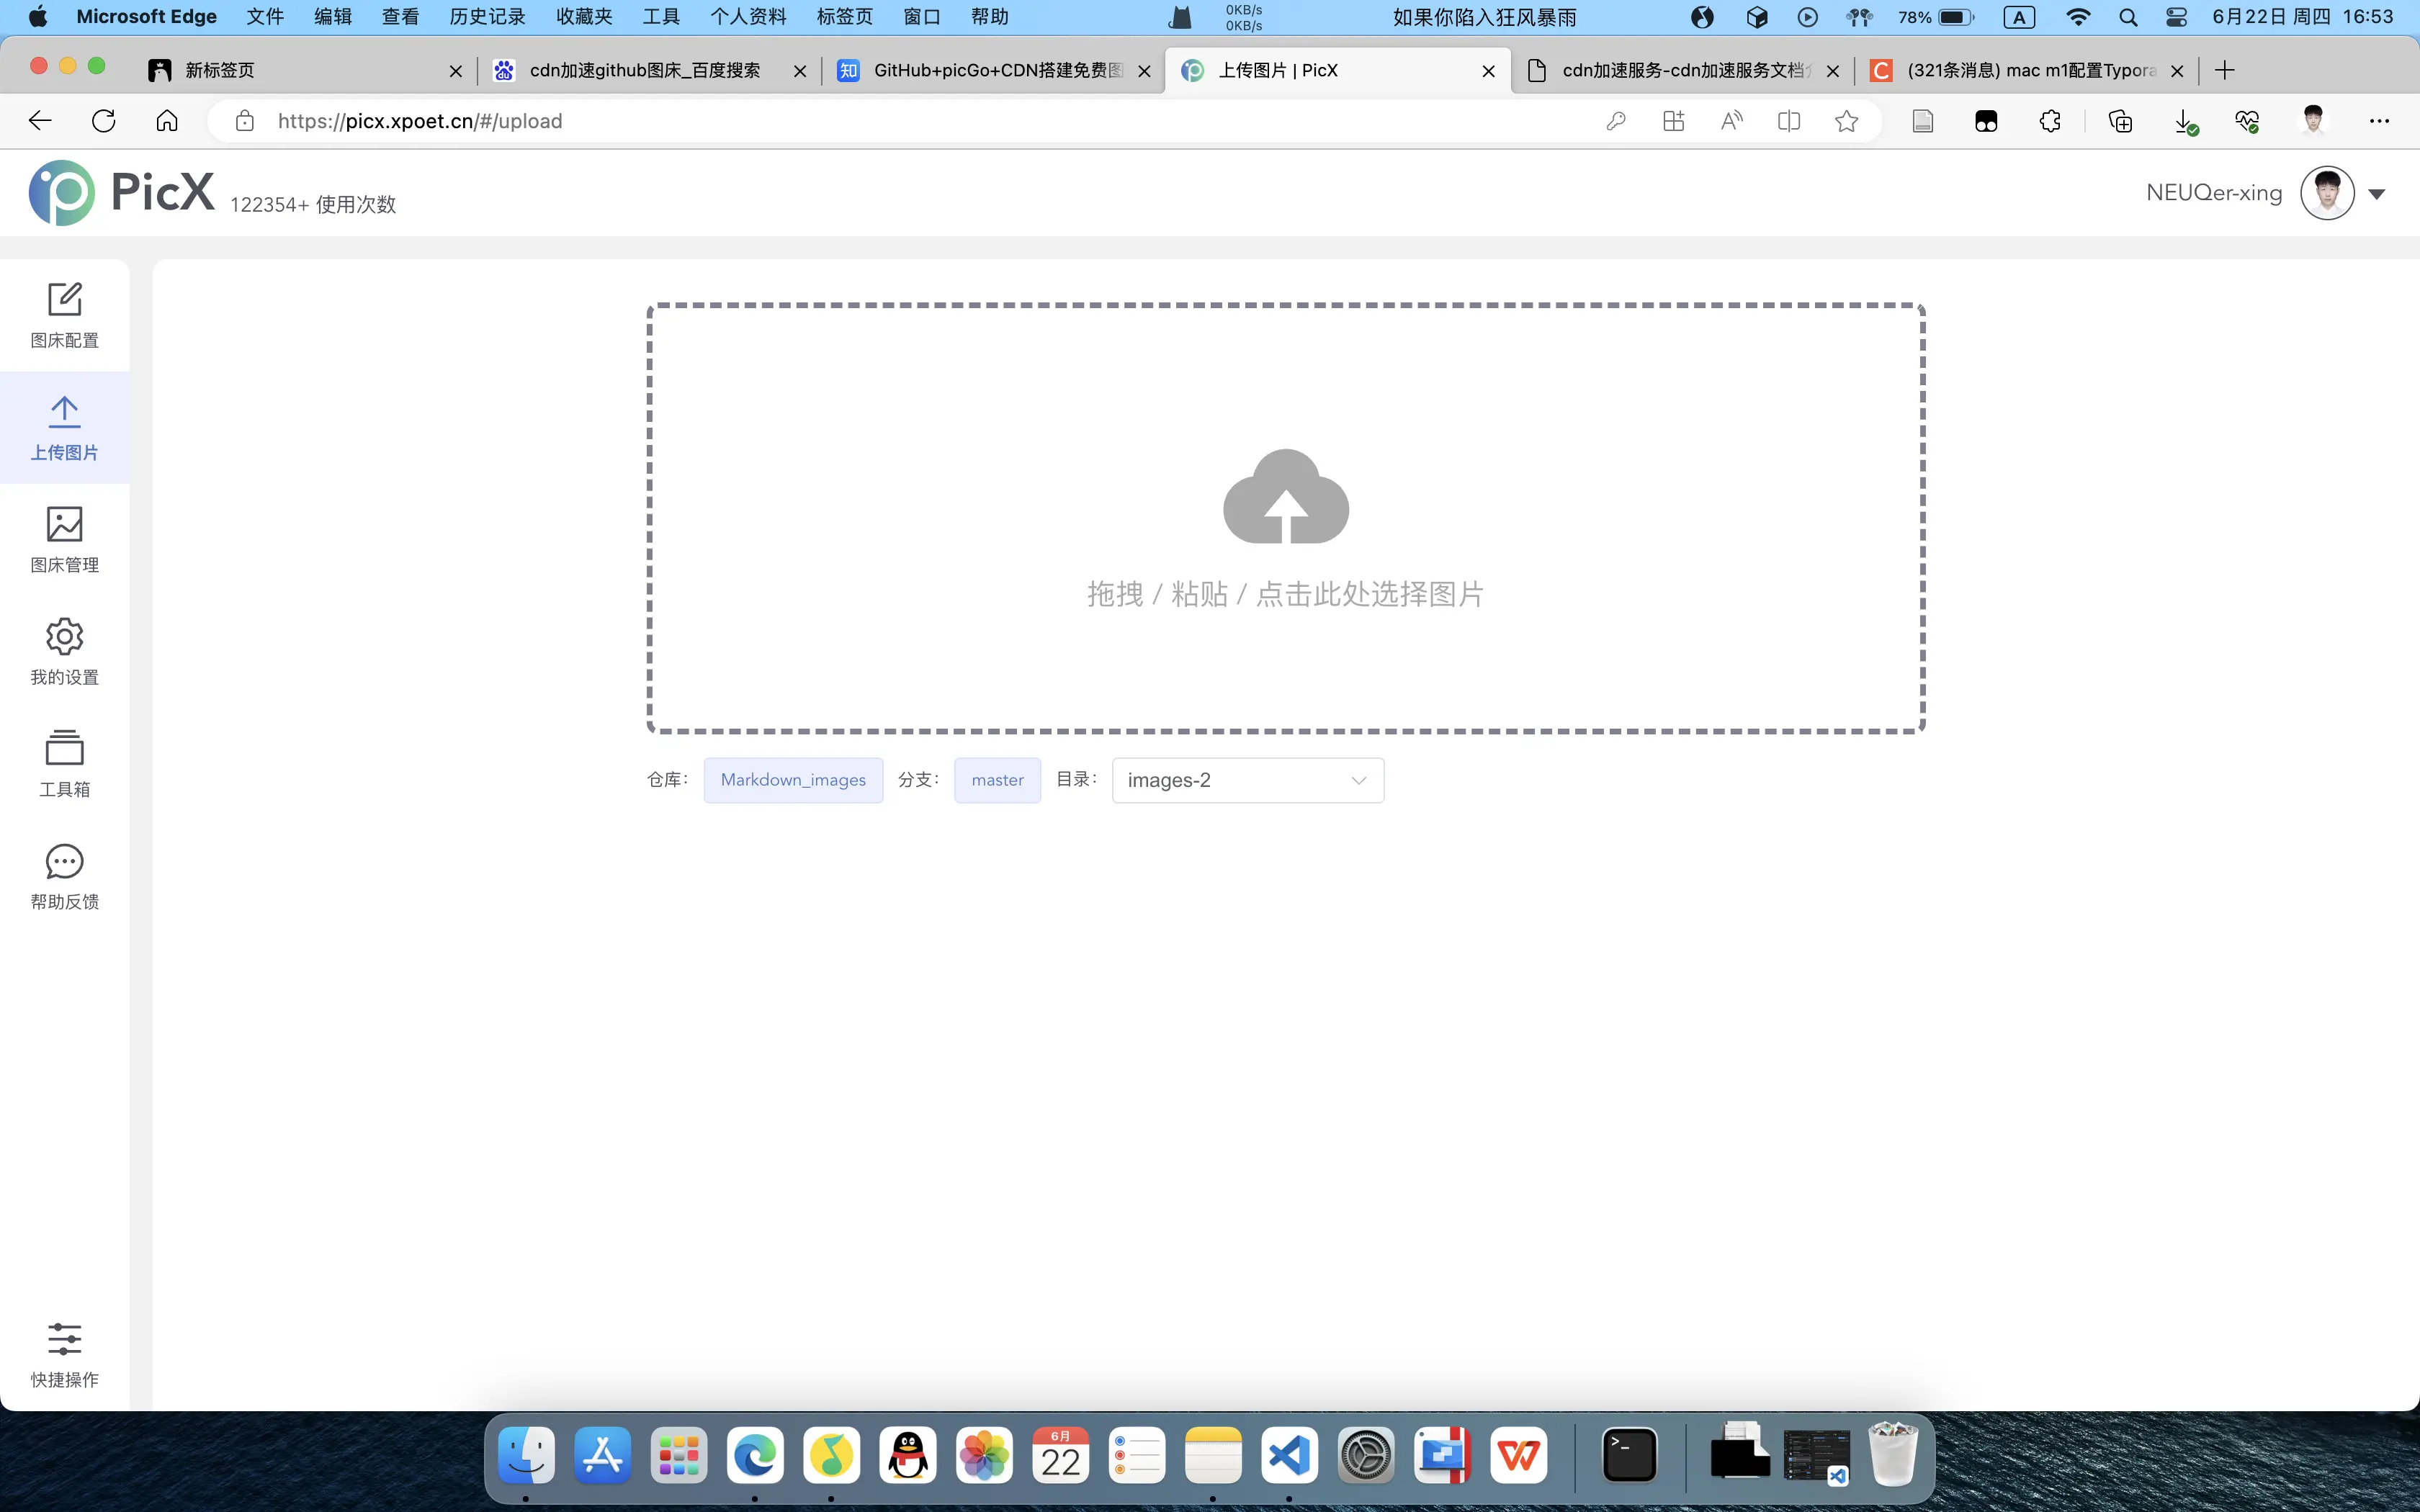 Microsoft Edge 文件 编辑 查看 历史记录 收藏夹 工具 个人资料 标签页 窗口 帮助 0KB/s 如果你陷入狂风暴雨 78% A 6月22日 周四 16:53
0KB/s
新标签页 cdn加速github图床_百度搜索 知 GitHub+picGo+CDN搭建免费图 上传图片 | PicX cdn加速服务-cdn加速服务文档 C (321条消息) mac m1配置Typora
https://picx.xpoet.cn/#/upload
PicX 122354+ 使用次数 NEUQer-xing
图床配置
上传图片
图床管理
我的设置
工具箱
帮助反馈
快捷操作
拖拽 / 粘贴 / 点击此处选择图片
仓库: Markdown_images 分支: master 目录: images-2
6月
22